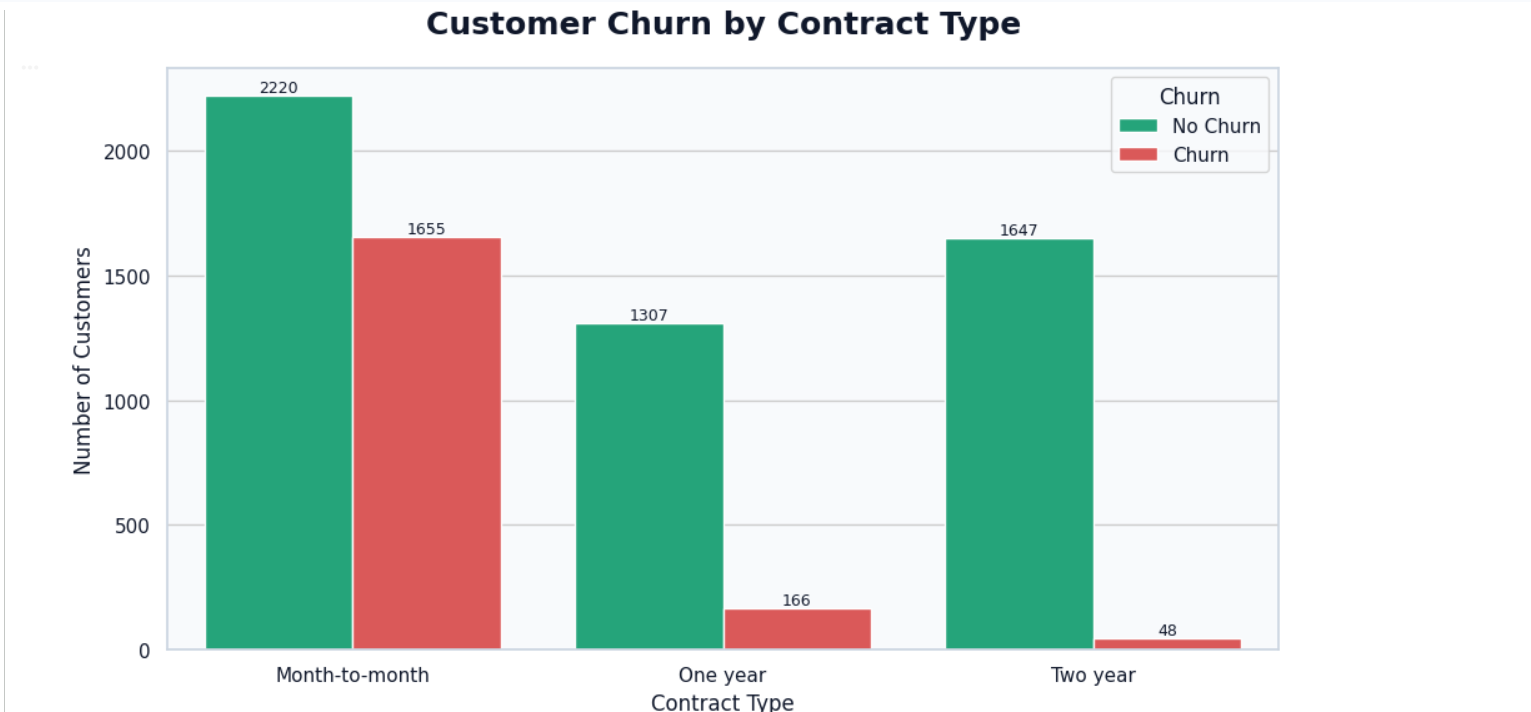 Customer Churn by Contract Type
...
2220
Churn
No Churn
Churn
2000
1655
1647
1500
1307
Number of Customers
1000
500
166
48
0
Month-to-month One year Two year
Contract Type